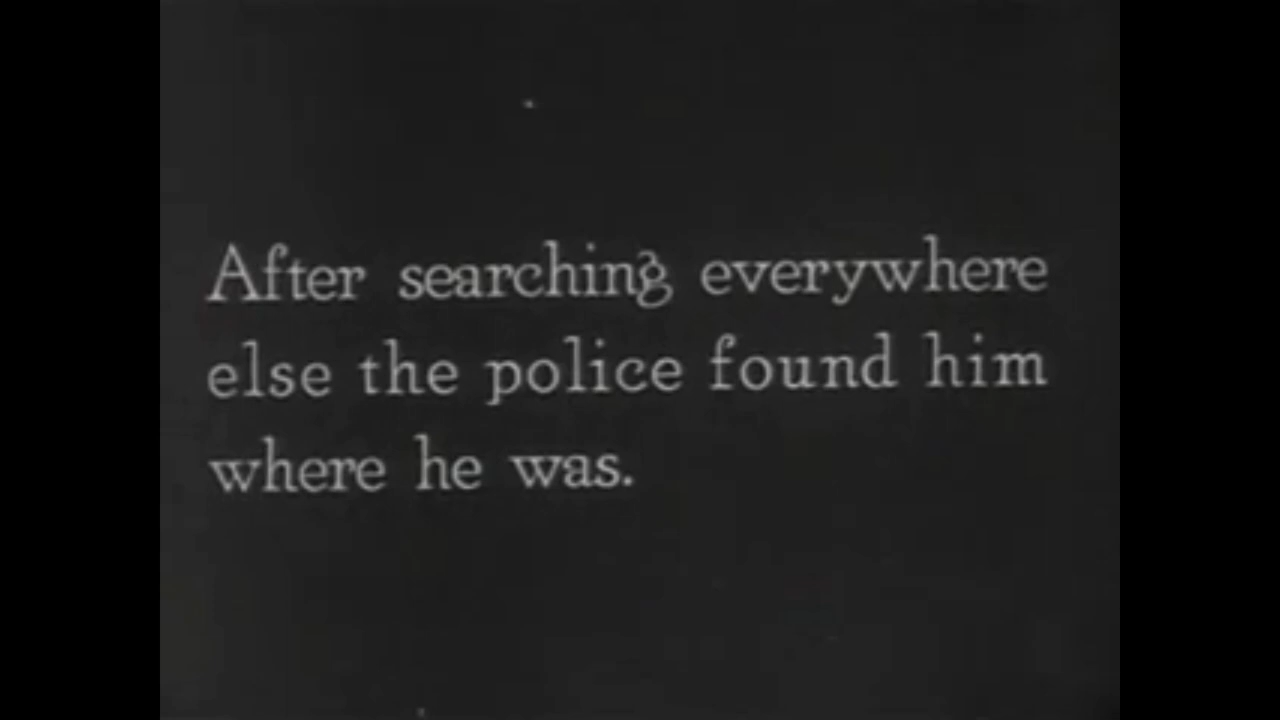 After searching everywhere
else the police found him
where he was.